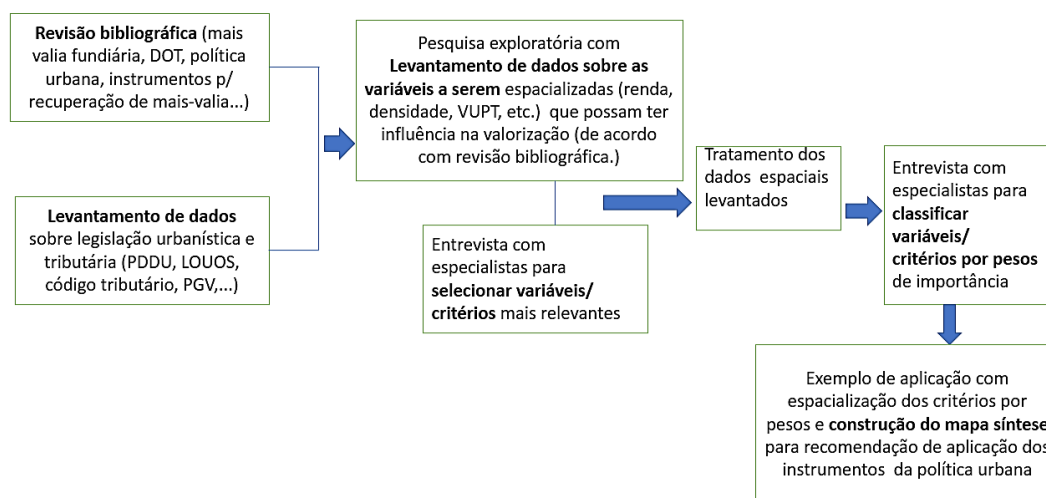 Revisão bibliográfica (mais
valia fundiária, DOT, política
urbana, instrumentos p/
recuperação de mais-valia...)
Levantamento de dados
sobre legislação urbanística e
tributária (PDDU, LOUOS,
código tributário, PGV,...)
Pesquisa exploratória com
Levantamento de dados sobre as
variáveis a serem espacializadas (renda,
densidade, VUPT, etc.) que possam ter
influência na valorização (de acordo
com revisão bibliográfica.)
Entrevista com
especialistas para
selecionar variáveis/
critérios mais relevantes
Tratamento dos
dados espaciais
levantados
Entrevista com
especialistas para
classificar
variáveis/
critérios por pesos
de importância
Exemplo de aplicação com
espacialização dos critérios por
pesos e construção do mapa síntese
para recomendação de aplicação dos
instrumentos da política urbana